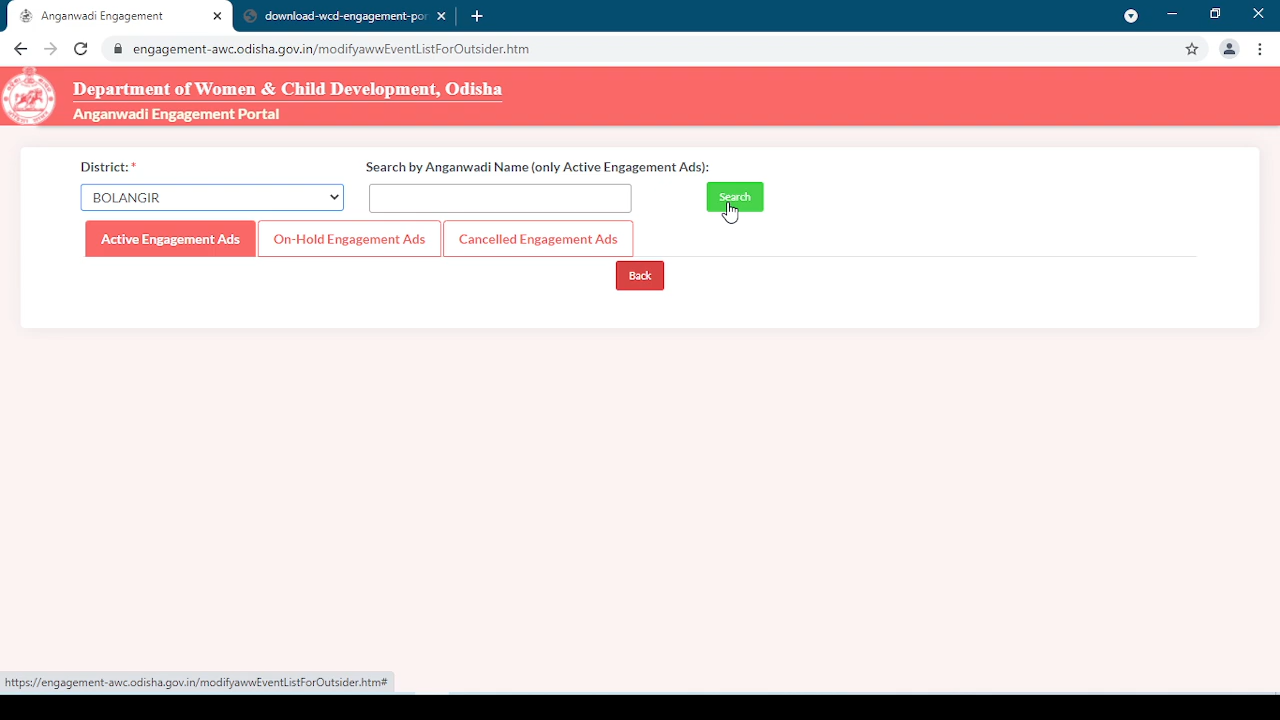 Anganwadi Engagement
download-wcd-engagement-por
engagement-awc.odisha.gov.in/modifyawwEventListForOutsider.htm
Department of Women & Child Development, Odisha
Anganwadi Engagement Portal
District: * Search by Anganwadi Name (only Active Engagement Ads):
BOLANGIR Search
Active Engagement Ads On-Hold Engagement Ads Cancelled Engagement Ads
Back
https://engagement-awc.odisha.gov.in/modifyawwEventListForOutsider.htm#